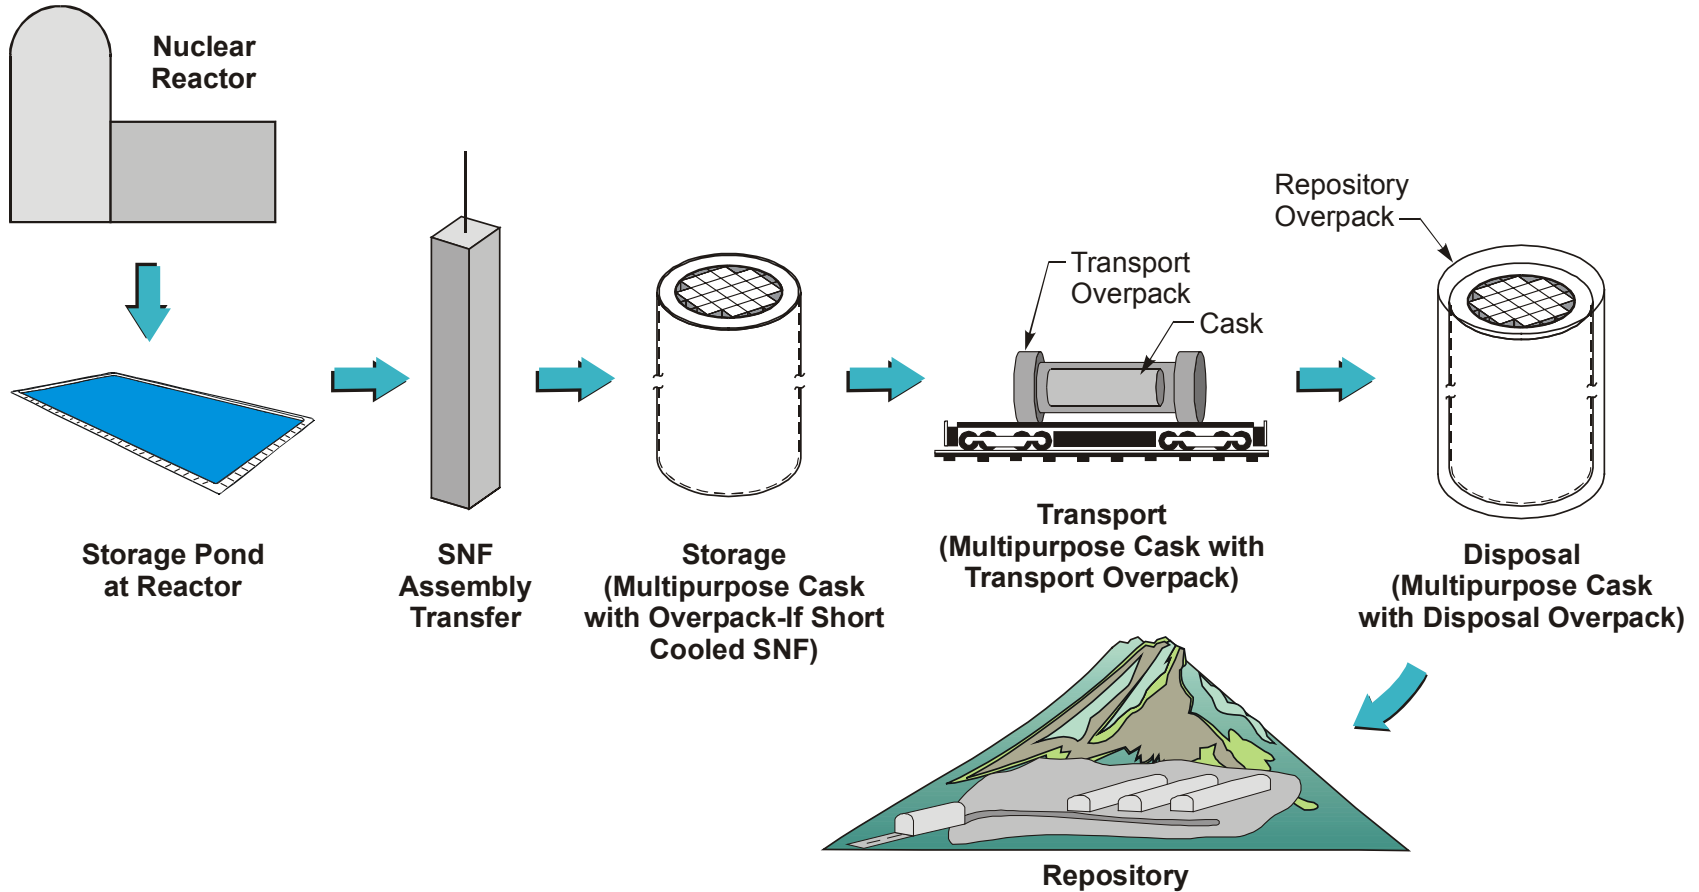 Nuclear
Reactor
Storage Pond
at Reactor
SNF
Assembly
Transfer
Storage
(Multipurpose Cask
with Overpack-If Short
Cooled SNF)
Transport
Overpack
Cask
Transport
(Multipurpose Cask with
Transport Overpack)
Repository
Overpack
Disposal
(Multipurpose Cask
with Disposal Overpack)
Repository